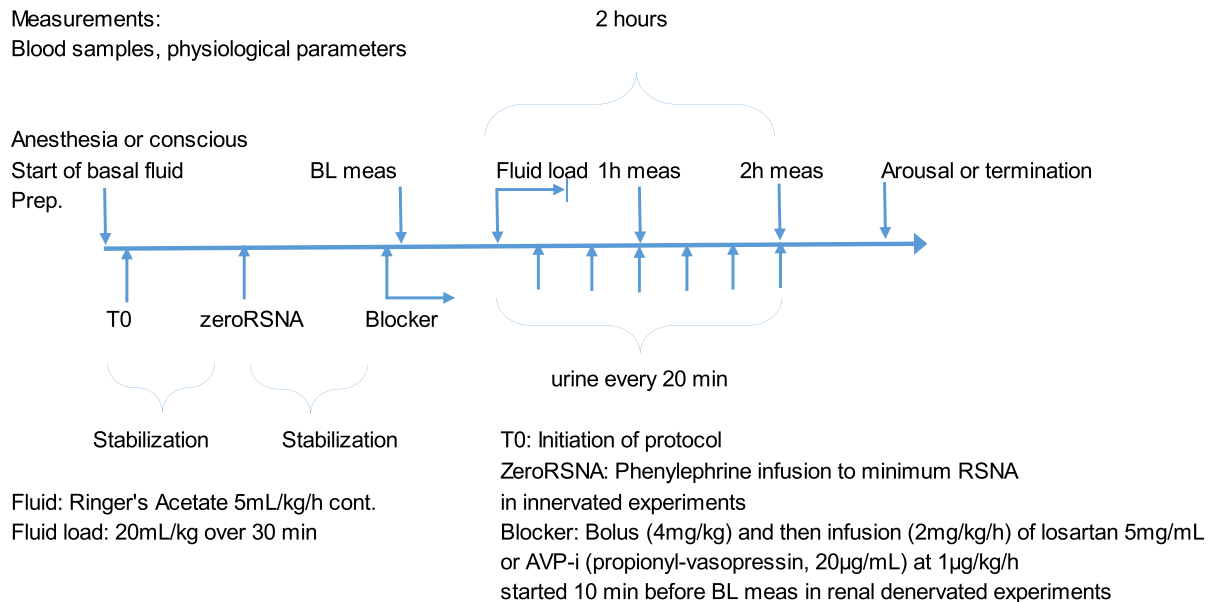 Measurements:
2 hours
Blood samples, physiological parameters
Anesthesia or conscious
Start of basal fluid
BL meas
Fluid load
1h meas
2h meas
Arousal or termination
Prep.
T0
zeroRSNA
Blocker
urine every 20 min
Stabilization
Stabilization
Fluid: Ringer's Acetate 5mL/kg/h cont.
Fluid load: 20mL/kg over 30 min
T0: Initiation of protocol
ZeroRSNA: Phenylephrine infusion to minimum RSNA
in innervated experiments
Blocker: Bolus (4mg/kg) and then infusion (2mg/kg/h) of losartan 5mg/mL
or AVP-i (propionyl-vasopressin, 20µg/mL) at 1µg/kg/h
started 10 min before BL meas in renal denervated experiments